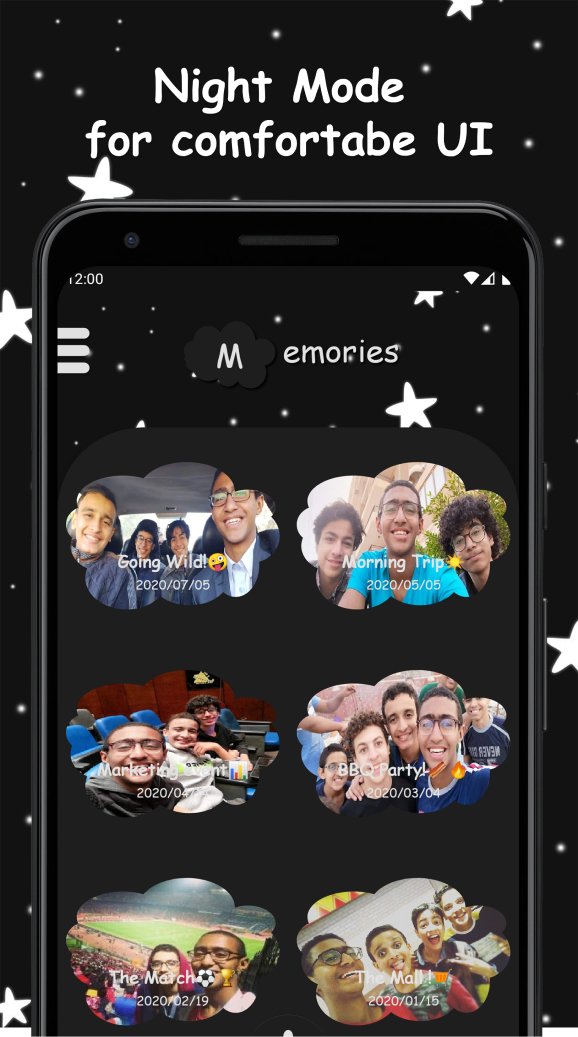 Night Mode
for comfortabe UI
12:00
M emories
Going Wild!🤪
2020/07/05
Morning Trip☀️
2020/05/05
Marketing Event📊
2020/04/
BBQ Party!🥓🔥
2020/03/04
The Match⚽🏆
2020/02/19
The Mall!
2020/01/15